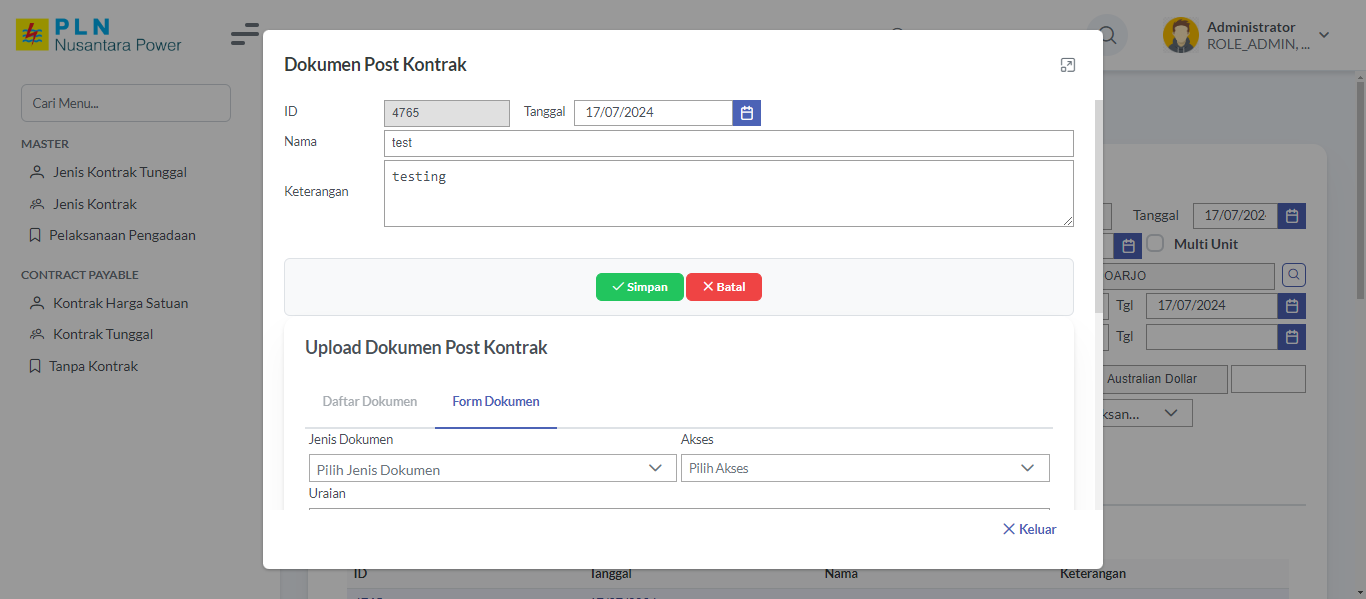 PLN
Nusantara Power
Administrator
ROLE_ADMIN, ...
Cari Menu...
MASTER
Jenis Kontrak Tunggal
Jenis Kontrak
Pelaksanaan Pengadaan
CONTRACT PAYABLE
Kontrak Harga Satuan
Kontrak Tunggal
Tanpa Kontrak
Dokumen Post Kontrak
ID 4765 Tanggal 17/07/2024
Nama test
Keterangan testing
Simpan Batal
Upload Dokumen Post Kontrak
Daftar Dokumen Form Dokumen
Jenis Dokumen Akses
Pilih Jenis Dokumen Pilih Akses
Uraian
Keluar
Tanggal 17/07/202
Multi Unit
OARJO
Tgl 17/07/2024
Tgl
Australian Dollar
ksan...
ID Tanggal Nama Keterangan